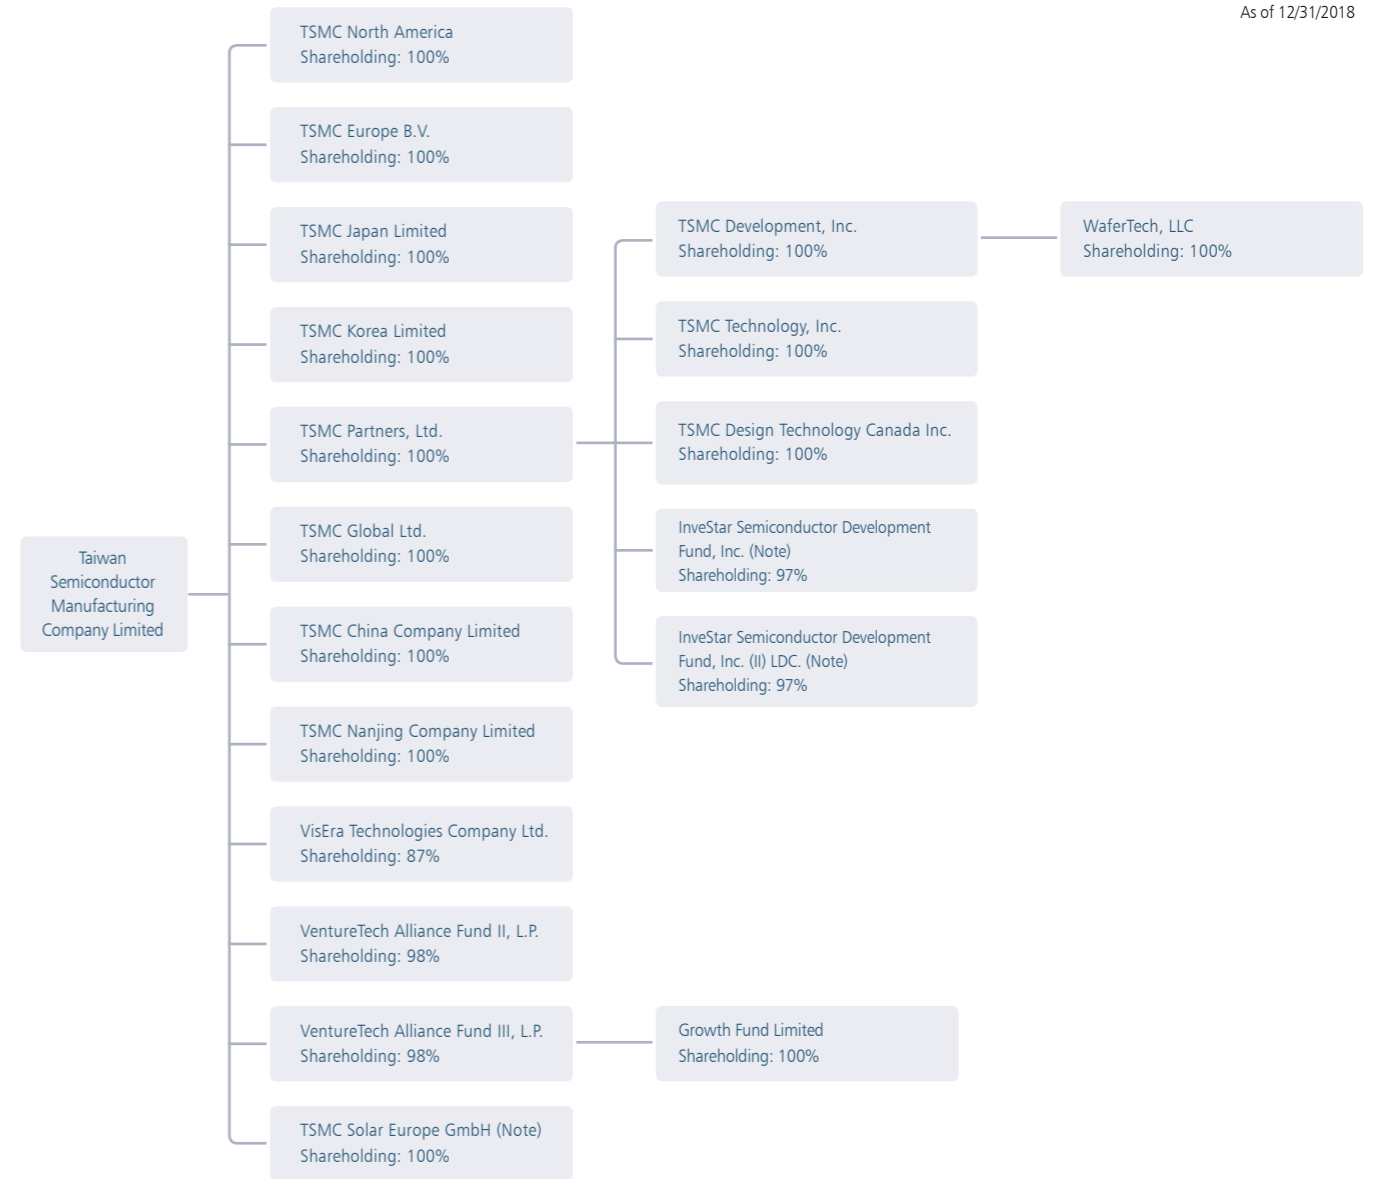 As of 12/31/2018
Taiwan
Semiconductor
Manufacturing
Company Limited
TSMC North America
Shareholding: 100%
TSMC Europe B.V.
Shareholding: 100%
TSMC Japan Limited
Shareholding: 100%
TSMC Korea Limited
Shareholding: 100%
TSMC Partners, Ltd.
Shareholding: 100%
TSMC Global Ltd.
Shareholding: 100%
TSMC China Company Limited
Shareholding: 100%
TSMC Nanjing Company Limited
Shareholding: 100%
VisEra Technologies Company Ltd.
Shareholding: 87%
VentureTech Alliance Fund II, L.P.
Shareholding: 98%
VentureTech Alliance Fund III, L.P.
Shareholding: 98%
TSMC Solar Europe GmbH (Note)
Shareholding: 100%
TSMC Development, Inc.
Shareholding: 100%
TSMC Technology, Inc.
Shareholding: 100%
TSMC Design Technology Canada Inc.
Shareholding: 100%
InveStar Semiconductor Development
Fund, Inc. (Note)
Shareholding: 97%
InveStar Semiconductor Development
Fund, Inc. (II) LDC. (Note)
Shareholding: 97%
Growth Fund Limited
Shareholding: 100%
WaferTech, LLC
Shareholding: 100%